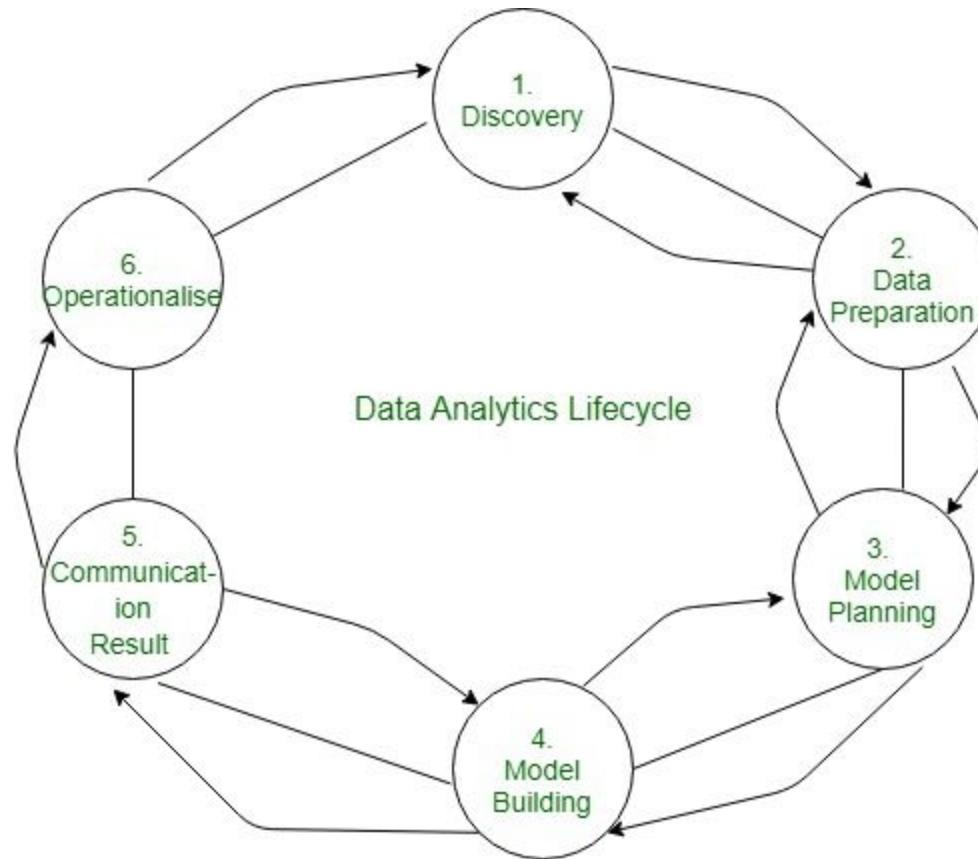 1.
Discovery
2.
Data
Preparation
3.
Model
Planning
4.
Model
Building
5.
Communicat-
ion
Result
6.
Operationalise
Data Analytics Lifecycle